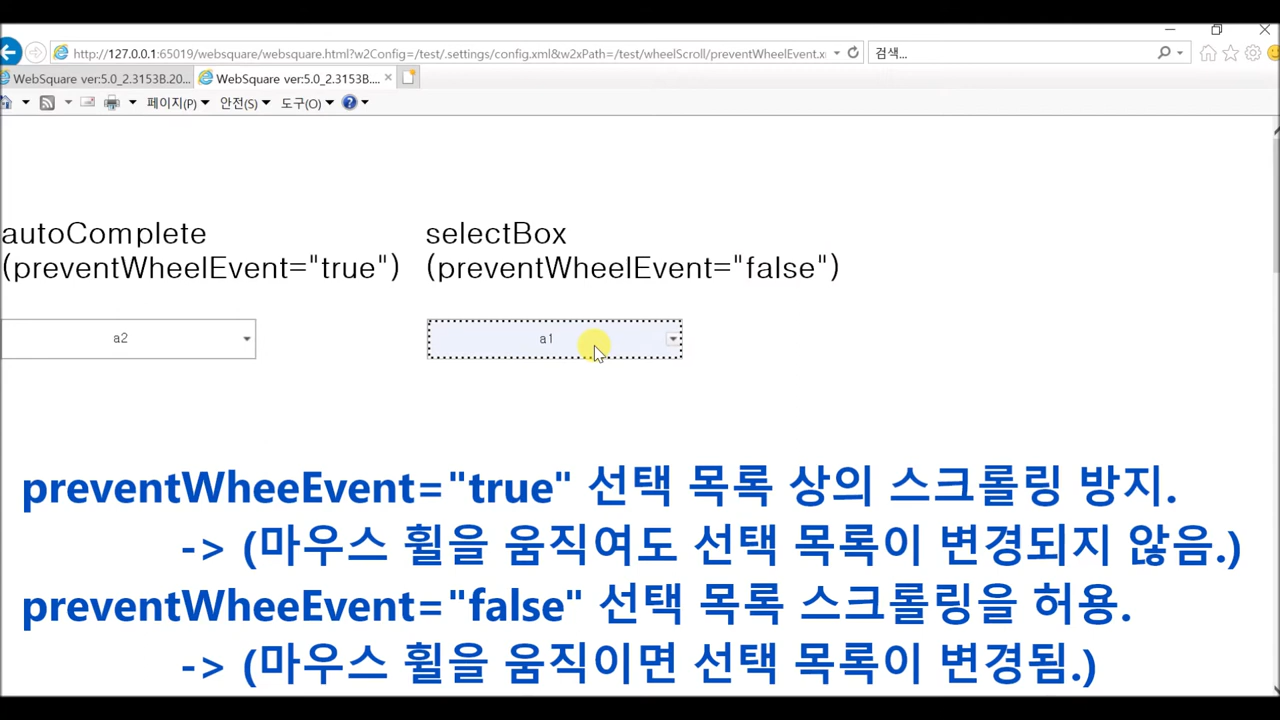 http://127.0.0.1:65019/websquare/websquare.html?w2Config=/test/.settings/config.xml&w2xPath=/test/wheelScroll/preventWheelEvent.x
검색...
WebSquare ver:5.0_2.3153B.20...
WebSquare ver:5.0_2.3153B....
페이지(P) 안전(S) 도구(O)
autoComplete
(preventWheelEvent="true")
selectBox
(preventWheelEvent="false")
a2
a1
preventWheeEvent="true" 선택 목록 상의 스크롤링 방지.
-> (마우스 휠을 움직여도 선택 목록이 변경되지 않음.)
preventWheeEvent="false" 선택 목록 스크롤링을 허용.
-> (마우스 휠을 움직이면 선택 목록이 변경됨.)